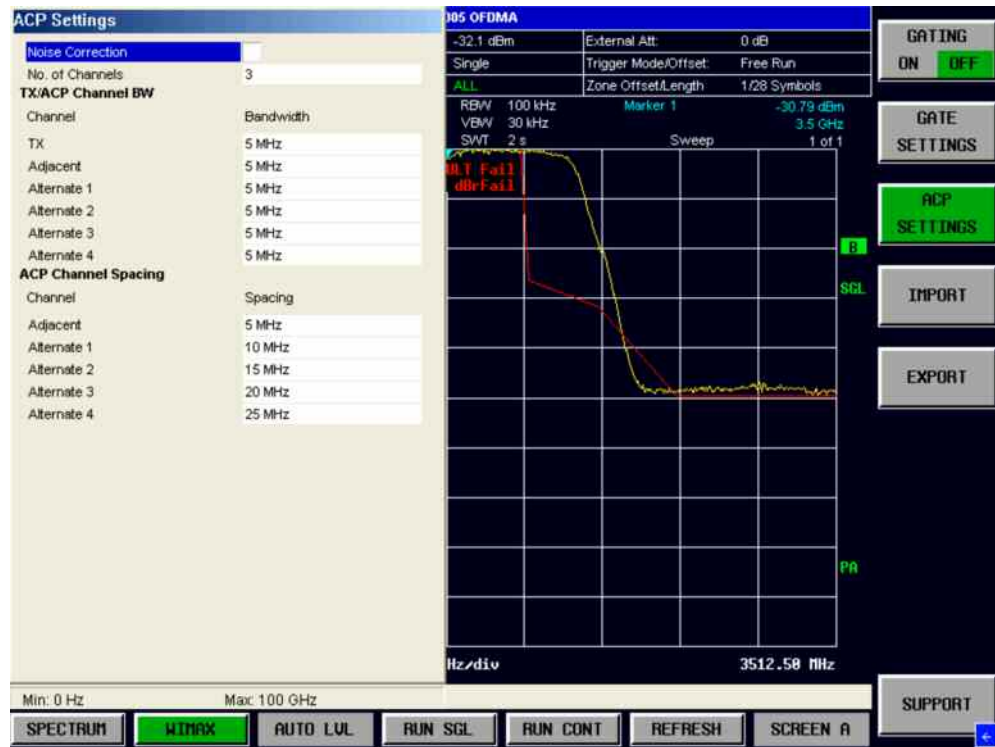 ACP Settings
Noise Correction
No. of Channels 3
TX/ACP Channel BW
Channel Bandwidth
TX 5 MHz
Adjacent 5 MHz
Alternate 1 5 MHz
Alternate 2 5 MHz
Alternate 3 5 MHz
Alternate 4 5 MHz
ACP Channel Spacing
Channel Spacing
Adjacent 5 MHz
Alternate 1 10 MHz
Alternate 2 15 MHz
Alternate 3 20 MHz
Alternate 4 25 MHz
Min: 0 Hz Max: 100 GHz
OFDMA
-32.1 dBm External Att: 0 dB
Single Trigger Mode/Offset: Free Run
ALL Zone Offset/Length 1/28 Symbols
RBW 100 kHz Marker 1 -30.79 dBm
VBW 30 kHz 3.5 GHz
SWT 2 s Sweep 1 of 1
ULT Fail
dBrFail
B
SGL
PA
Hz/div 3512.50 MHz
GATING
ON OFF
GATE
SETTINGS
ACP
SETTINGS
IMPORT
EXPORT
SUPPORT
SPECTRUM WIMAX AUTO LVL RUN SGL RUN CONT REFRESH SCREEN A